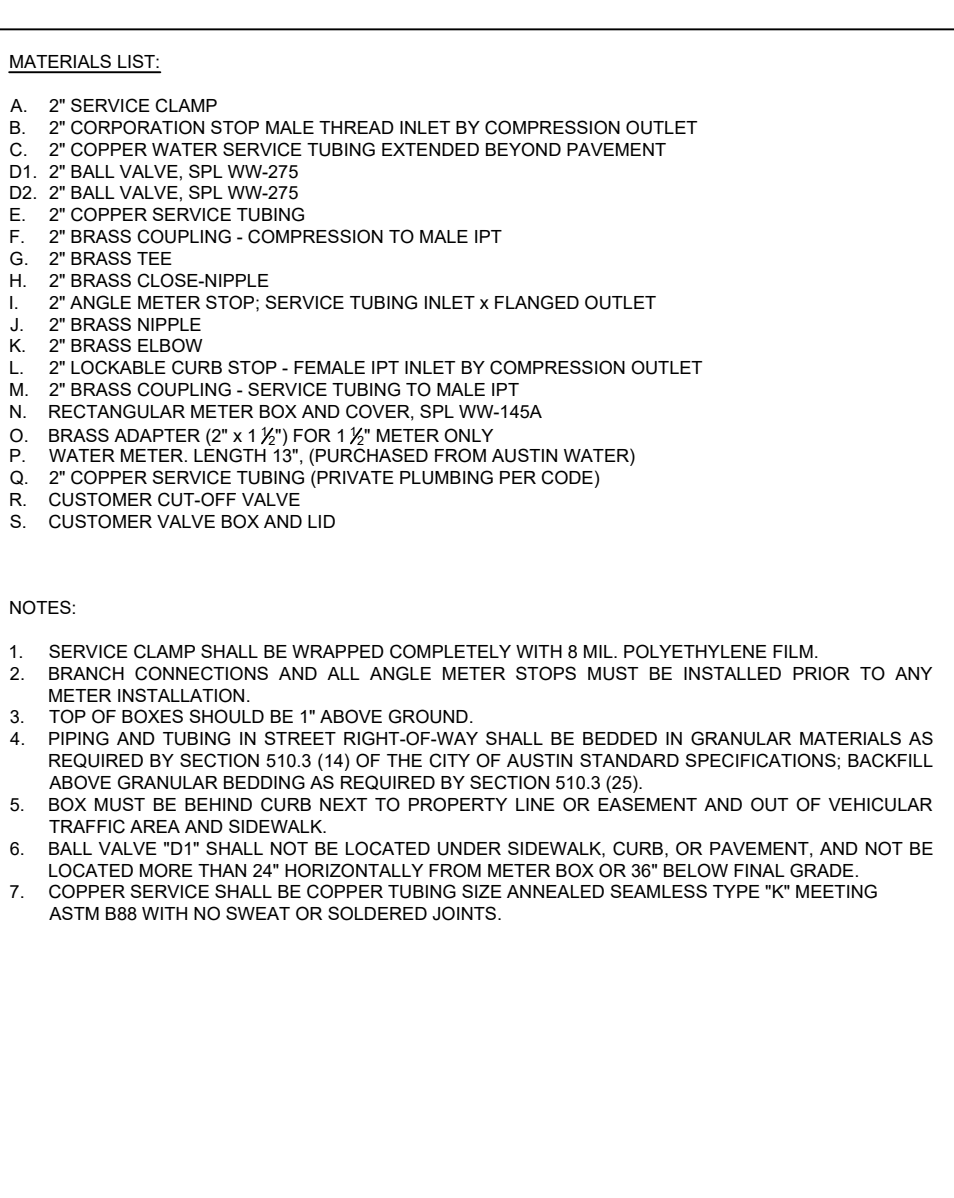 MATERIALS LIST:
A. 2" SERVICE CLAMP
B. 2" CORPORATION STOP MALE THREAD INLET BY COMPRESSION OUTLET
C. 2" COPPER WATER SERVICE TUBING EXTENDED BEYOND PAVEMENT
D1. 2" BALL VALVE, SPL WW-275
D2. 2" BALL VALVE, SPL WW-275
E. 2" COPPER SERVICE TUBING
F. 2" BRASS COUPLING - COMPRESSION TO MALE IPT
G. 2" BRASS TEE
H. 2" BRASS CLOSE-NIPPLE
I. 2" ANGLE METER STOP; SERVICE TUBING INLET x FLANGED OUTLET
J. 2" BRASS NIPPLE
K. 2" BRASS ELBOW
L. 2" LOCKABLE CURB STOP - FEMALE IPT INLET BY COMPRESSION OUTLET
M. 2" BRASS COUPLING - SERVICE TUBING TO MALE IPT
N. RECTANGULAR METER BOX AND COVER, SPL WW-145A
O. BRASS ADAPTER (2" x 1 ½") FOR 1 ½" METER ONLY
P. WATER METER. LENGTH 13", (PURCHASED FROM AUSTIN WATER)
Q. 2" COPPER SERVICE TUBING (PRIVATE PLUMBING PER CODE)
R. CUSTOMER CUT-OFF VALVE
S. CUSTOMER VALVE BOX AND LID
NOTES:
1. SERVICE CLAMP SHALL BE WRAPPED COMPLETELY WITH 8 MIL. POLYETHYLENE FILM.
2. BRANCH CONNECTIONS AND ALL ANGLE METER STOPS MUST BE INSTALLED PRIOR TO ANY
METER INSTALLATION.
3. TOP OF BOXES SHOULD BE 1" ABOVE GROUND.
4. PIPING AND TUBING IN STREET RIGHT-OF-WAY SHALL BE BEDDED IN GRANULAR MATERIALS AS
REQUIRED BY SECTION 510.3 (14) OF THE CITY OF AUSTIN STANDARD SPECIFICATIONS; BACKFILL
ABOVE GRANULAR BEDDING AS REQUIRED BY SECTION 510.3 (25).
5. BOX MUST BE BEHIND CURB NEXT TO PROPERTY LINE OR EASEMENT AND OUT OF VEHICULAR
TRAFFIC AREA AND SIDEWALK.
6. BALL VALVE "D1" SHALL NOT BE LOCATED UNDER SIDEWALK, CURB, OR PAVEMENT, AND NOT BE
LOCATED MORE THAN 24" HORIZONTALLY FROM METER BOX OR 36" BELOW FINAL GRADE.
7. COPPER SERVICE SHALL BE COPPER TUBING SIZE ANNEALED SEAMLESS TYPE "K" MEETING
ASTM B88 WITH NO SWEAT OR SOLDERED JOINTS.